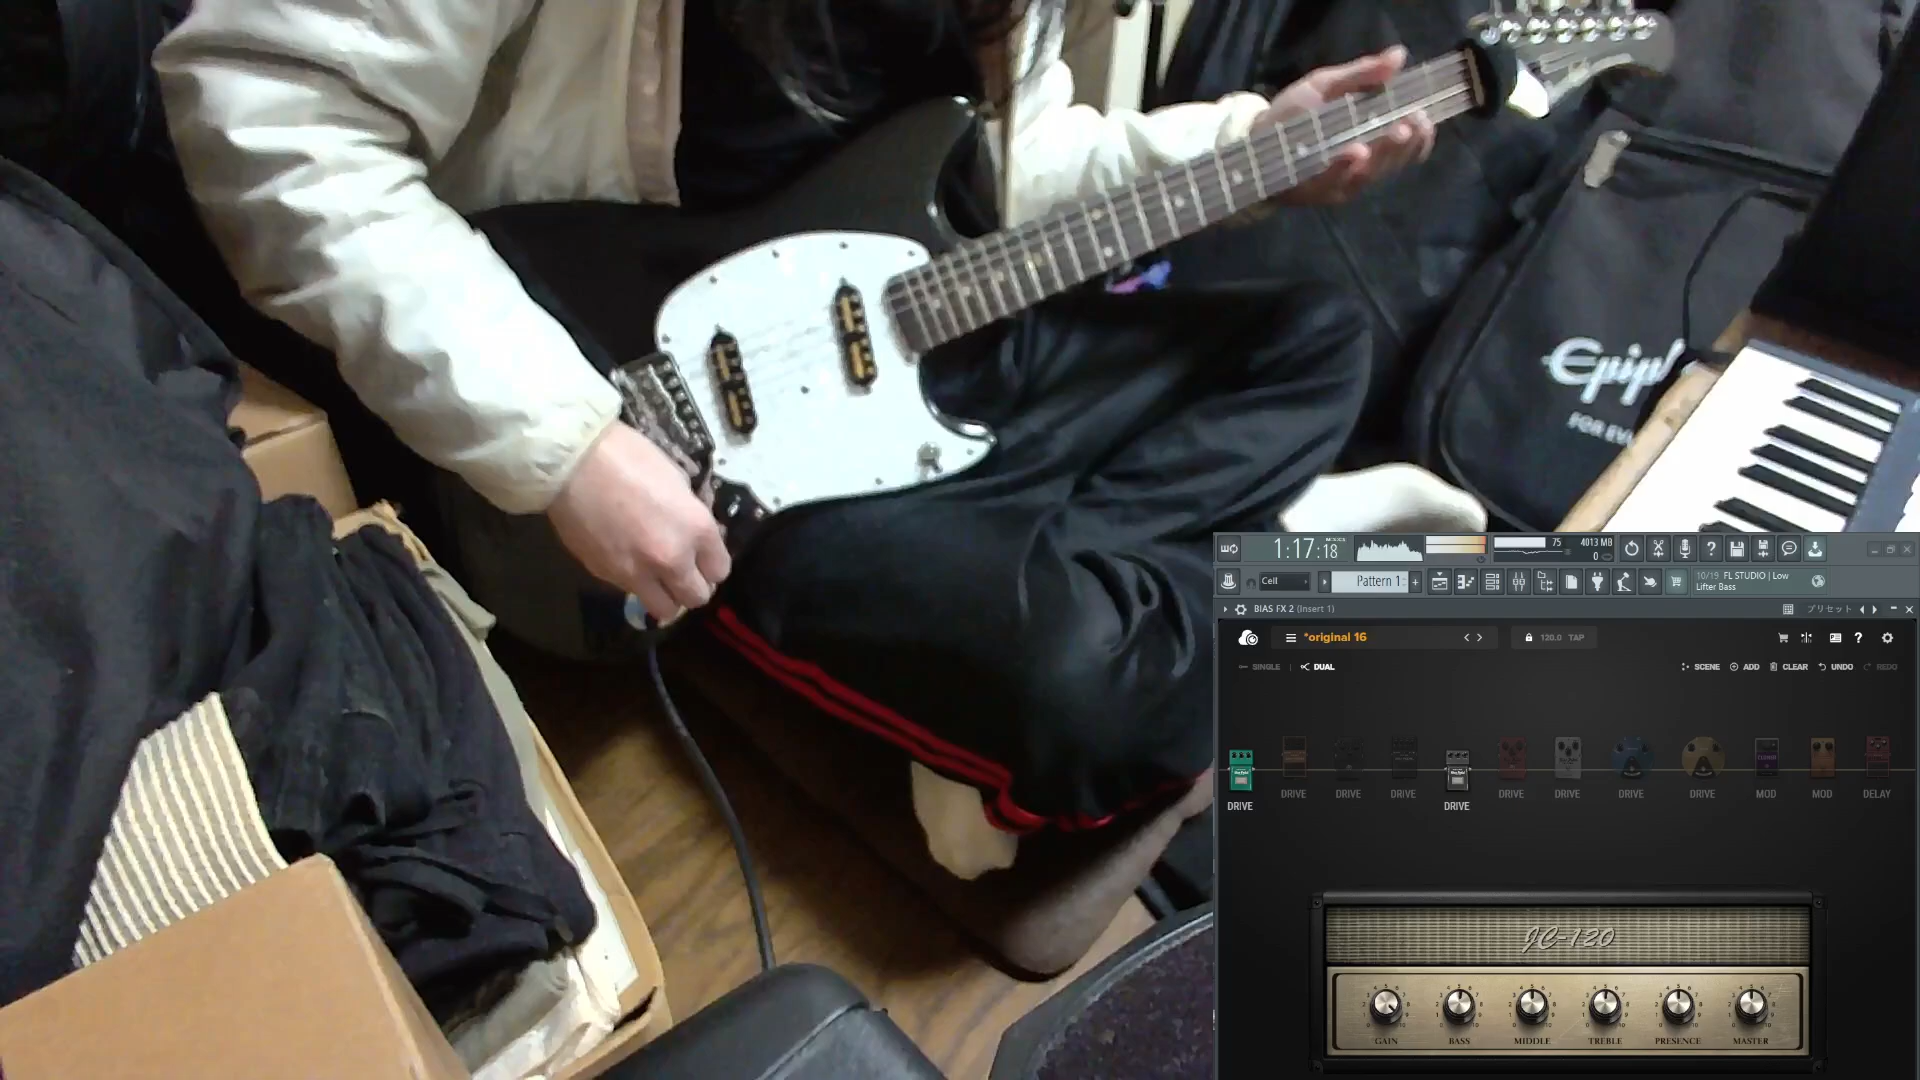 Epip
FOR EV
1:17:18
75
4013 MB
0
Cell
Pattern 1
10/19 FL STUDIO | Low
Lifter Bass
BIAS FX 2 (Insert 1)
プリセット
*original 16
120.0 TAP
SINGLE
DUAL
SCENE
ADD
CLEAR
UNDO
REDO
DRIVE
DRIVE
DRIVE
DRIVE
DRIVE
DRIVE
DRIVE
DRIVE
DRIVE
MOD
MOD
DELAY
JC-120
GAIN
BASS
MIDDLE
TREBLE
PRESENCE
MASTER